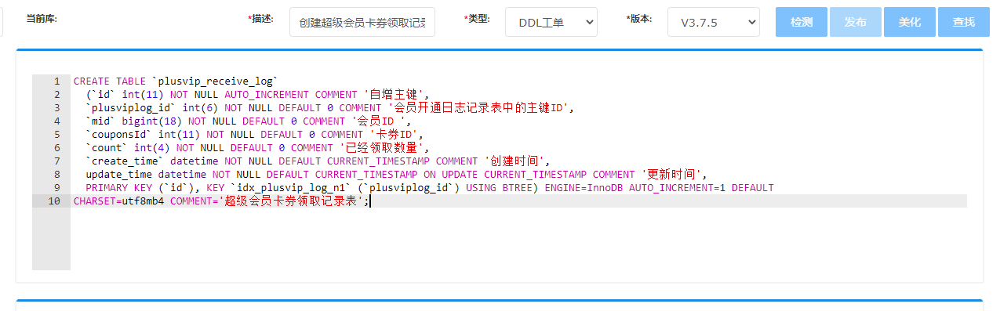 当前库: *描述: 创建超级会员卡券领取记录 *类型: DDL工单 *版本: V3.7.5 检测 发布 美化 查找
1 CREATE TABLE `plusvip_receive_log`
2 (`id` int(11) NOT NULL AUTO_INCREMENT COMMENT '自增主键',
3 `plusviplog_id` int(6) NOT NULL DEFAULT 0 COMMENT '会员开通日志记录表中的主键ID',
4 `mid` bigint(18) NOT NULL DEFAULT 0 COMMENT '会员ID ',
5 `couponsId` int(11) NOT NULL DEFAULT 0 COMMENT '卡券ID',
6 `count` int(4) NOT NULL DEFAULT 0 COMMENT '已经领取数量',
7 `create_time` datetime NOT NULL DEFAULT CURRENT_TIMESTAMP COMMENT '创建时间',
8 update_time datetime NOT NULL DEFAULT CURRENT_TIMESTAMP ON UPDATE CURRENT_TIMESTAMP COMMENT '更新时间',
9 PRIMARY KEY (`id`), KEY `idx_plusvip_log_n1` (`plusviplog_id`) USING BTREE) ENGINE=InnoDB AUTO_INCREMENT=1 DEFAULT
10 CHARSET=utf8mb4 COMMENT='超级会员卡券领取记录表';